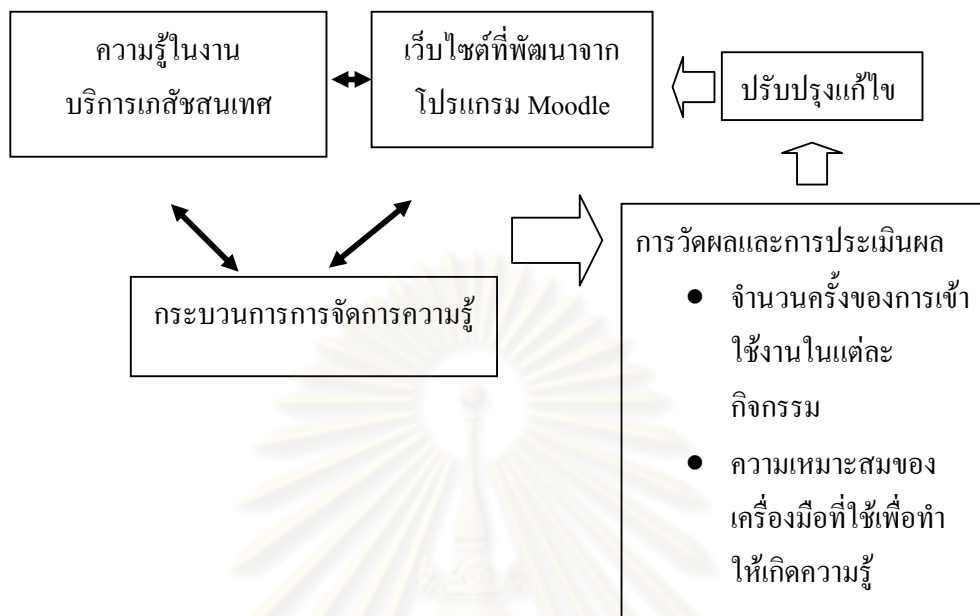 ความรู้ในงาน
บริการเภสัชสนเทศ
เว็บไซต์ที่พัฒนาจาก
โปรแกรม Moodle
ปรับปรุงแก้ไข
กระบวนการการจัดการความรู้
การวัดผลและการประเมินผล
● จำนวนครั้งของการเข้า
ใช้งานในแต่ละ
กิจกรรม
● ความเหมาะสมของ
เครื่องมือที่ใช้เพื่อทำ
ให้เกิดความรู้